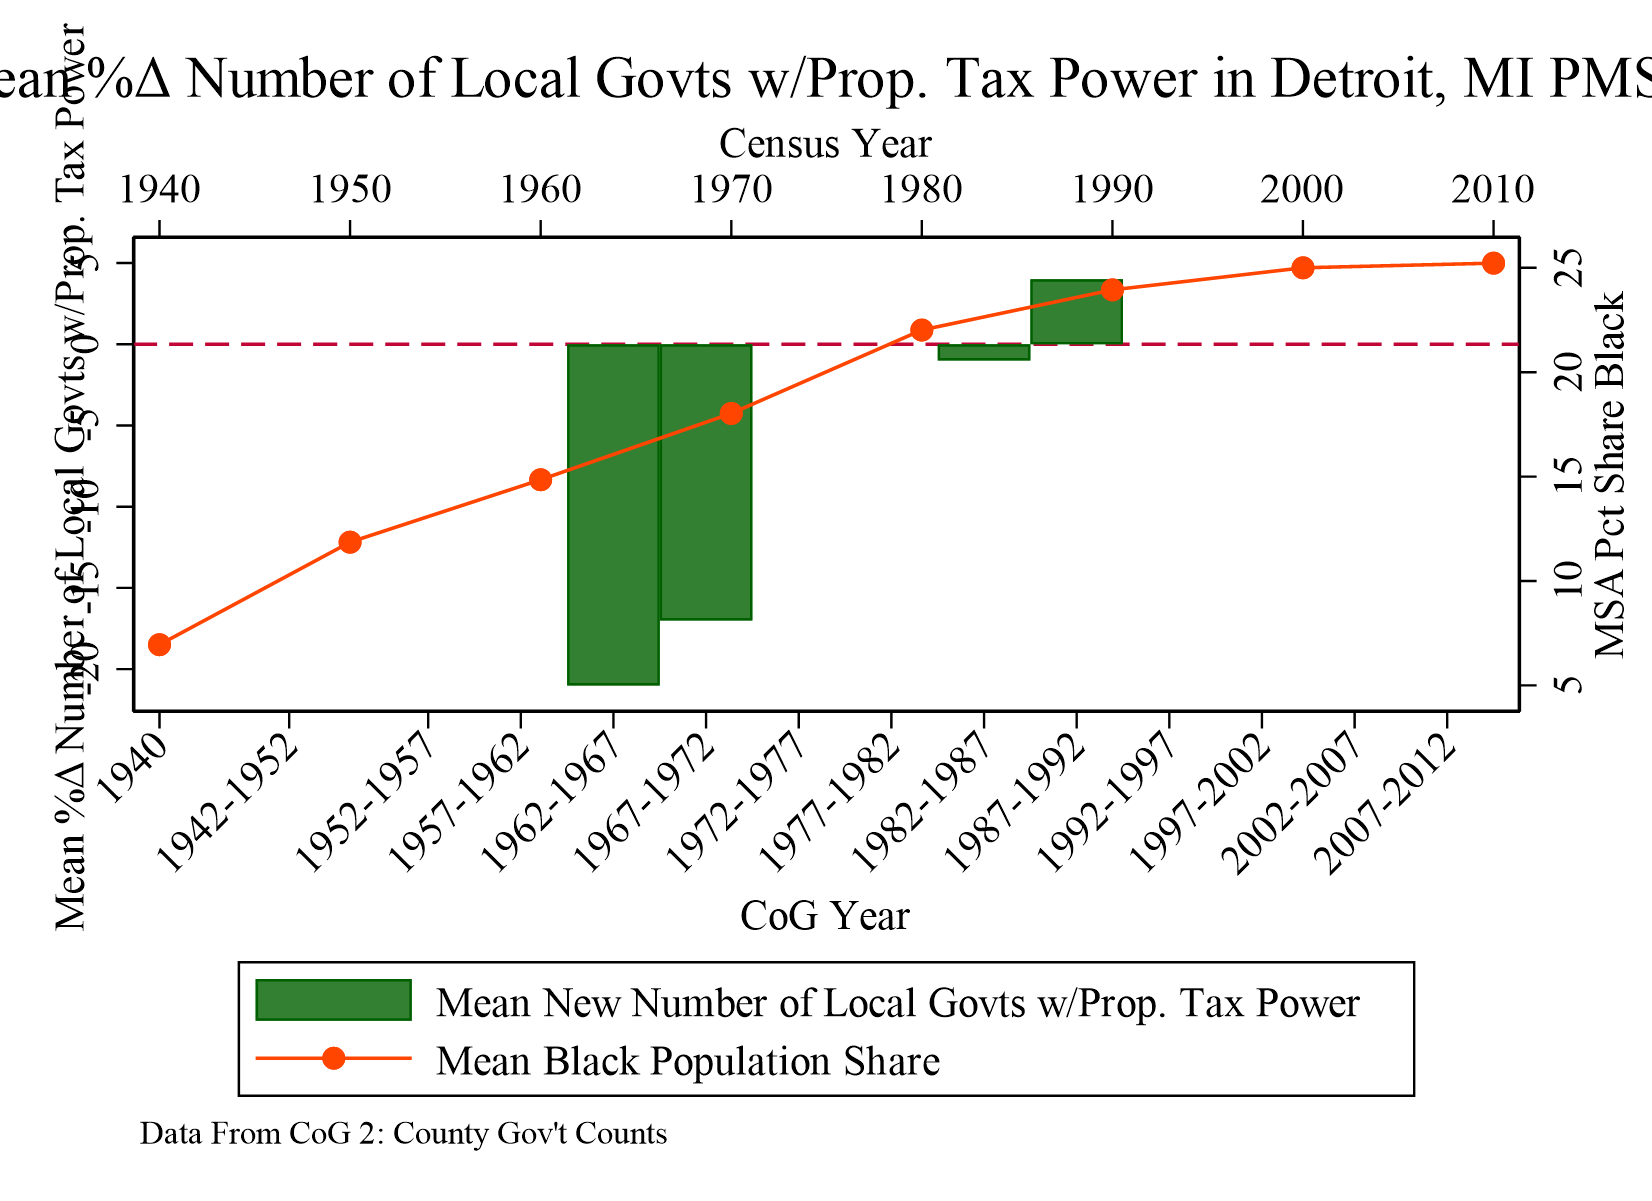 ean %Δ Number of Local Govts w/Prop. Tax Power in Detroit, MI PMS
Census Year
1940 1950 1960 1970 1980 1990 2000 2010
Mean %Δ Number of Local Govts w/Prop. Tax Power
5
0
-5
-10
-15
-20
25
20
15
10
5
MSA Pct Share Black
1940 1942-1952 1952-1957 1957-1962 1962-1967 1967-1972 1972-1977 1977-1982 1982-1987 1987-1992 1992-1997 1997-2002 2002-2007 2007-2012
CoG Year
Mean New Number of Local Govts w/Prop. Tax Power
Mean Black Population Share
Data From CoG 2: County Gov't Counts